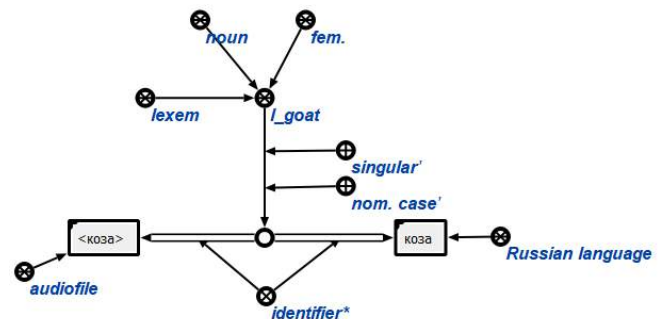 noun
fem.
lexem
l_goat
singular'
nom. case'
<коза>
коза
Russian language
audiofile
identifier*